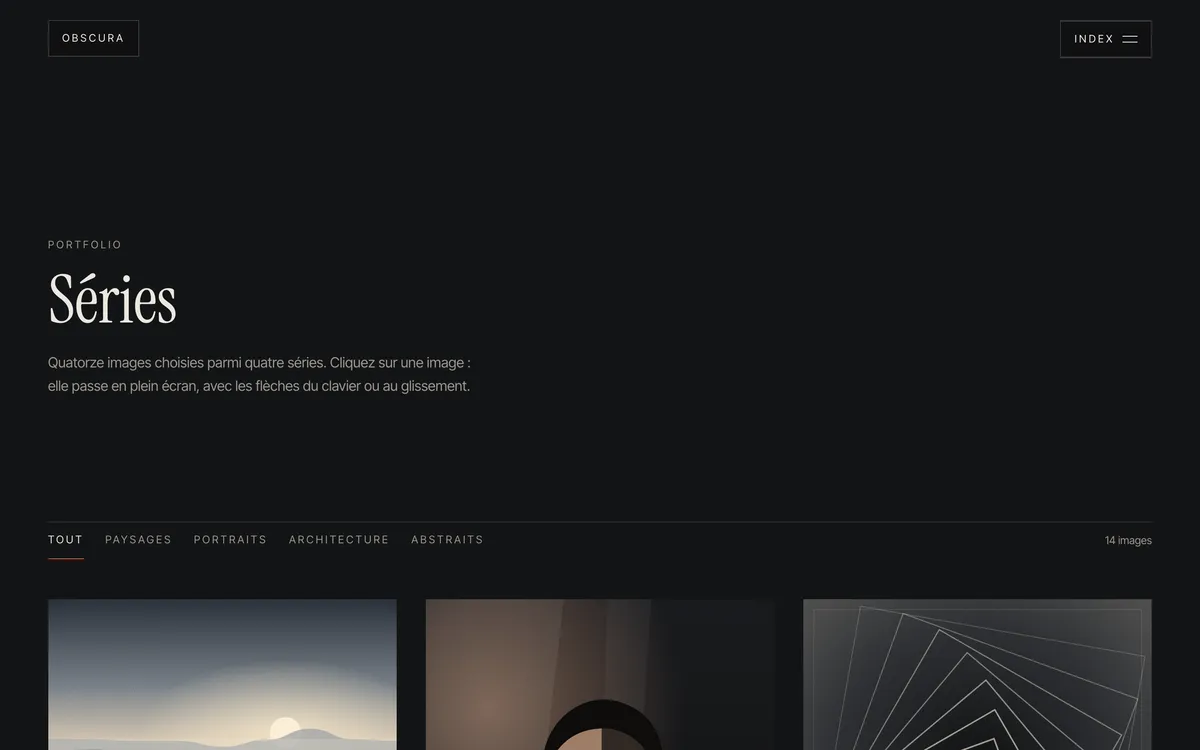 OBSCURA
INDEX
PORTFOLIO
Séries
Quatorze images choisies parmi quatre séries. Cliquez sur une image :
elle passe en plein écran, avec les flèches du clavier ou au glissement.
TOUT PAYSAGES PORTRAITS ARCHITECTURE ABSTRAITS 14 images